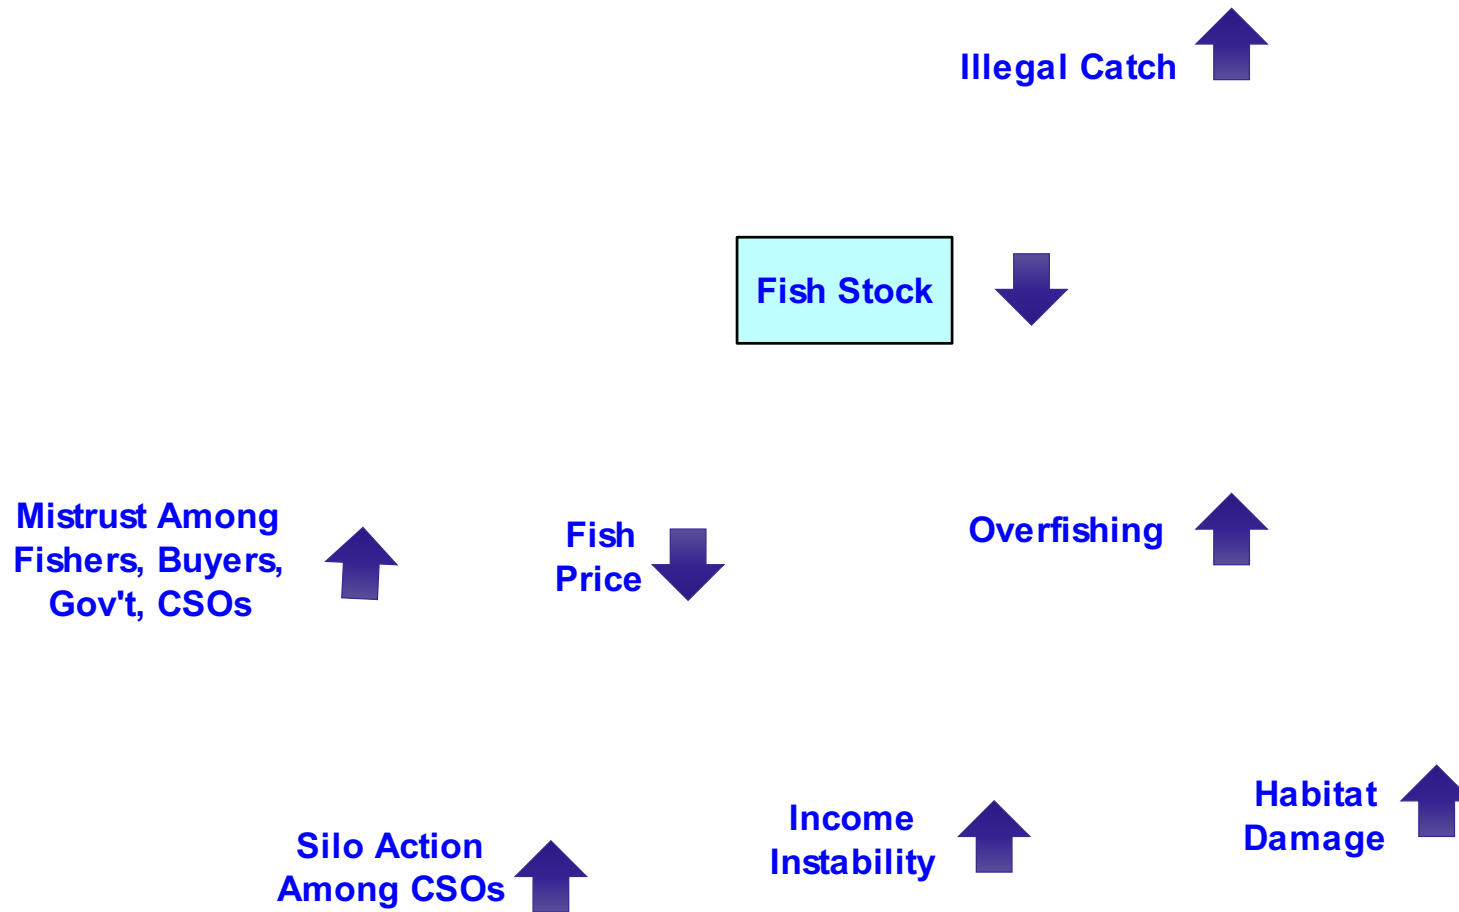 Illegal Catch
Fish Stock
Mistrust Among
Fishers, Buyers,
Gov't, CSOs
Fish
Price
Overfishing
Silo Action
Among CSOs
Income
Instability
Habitat
Damage